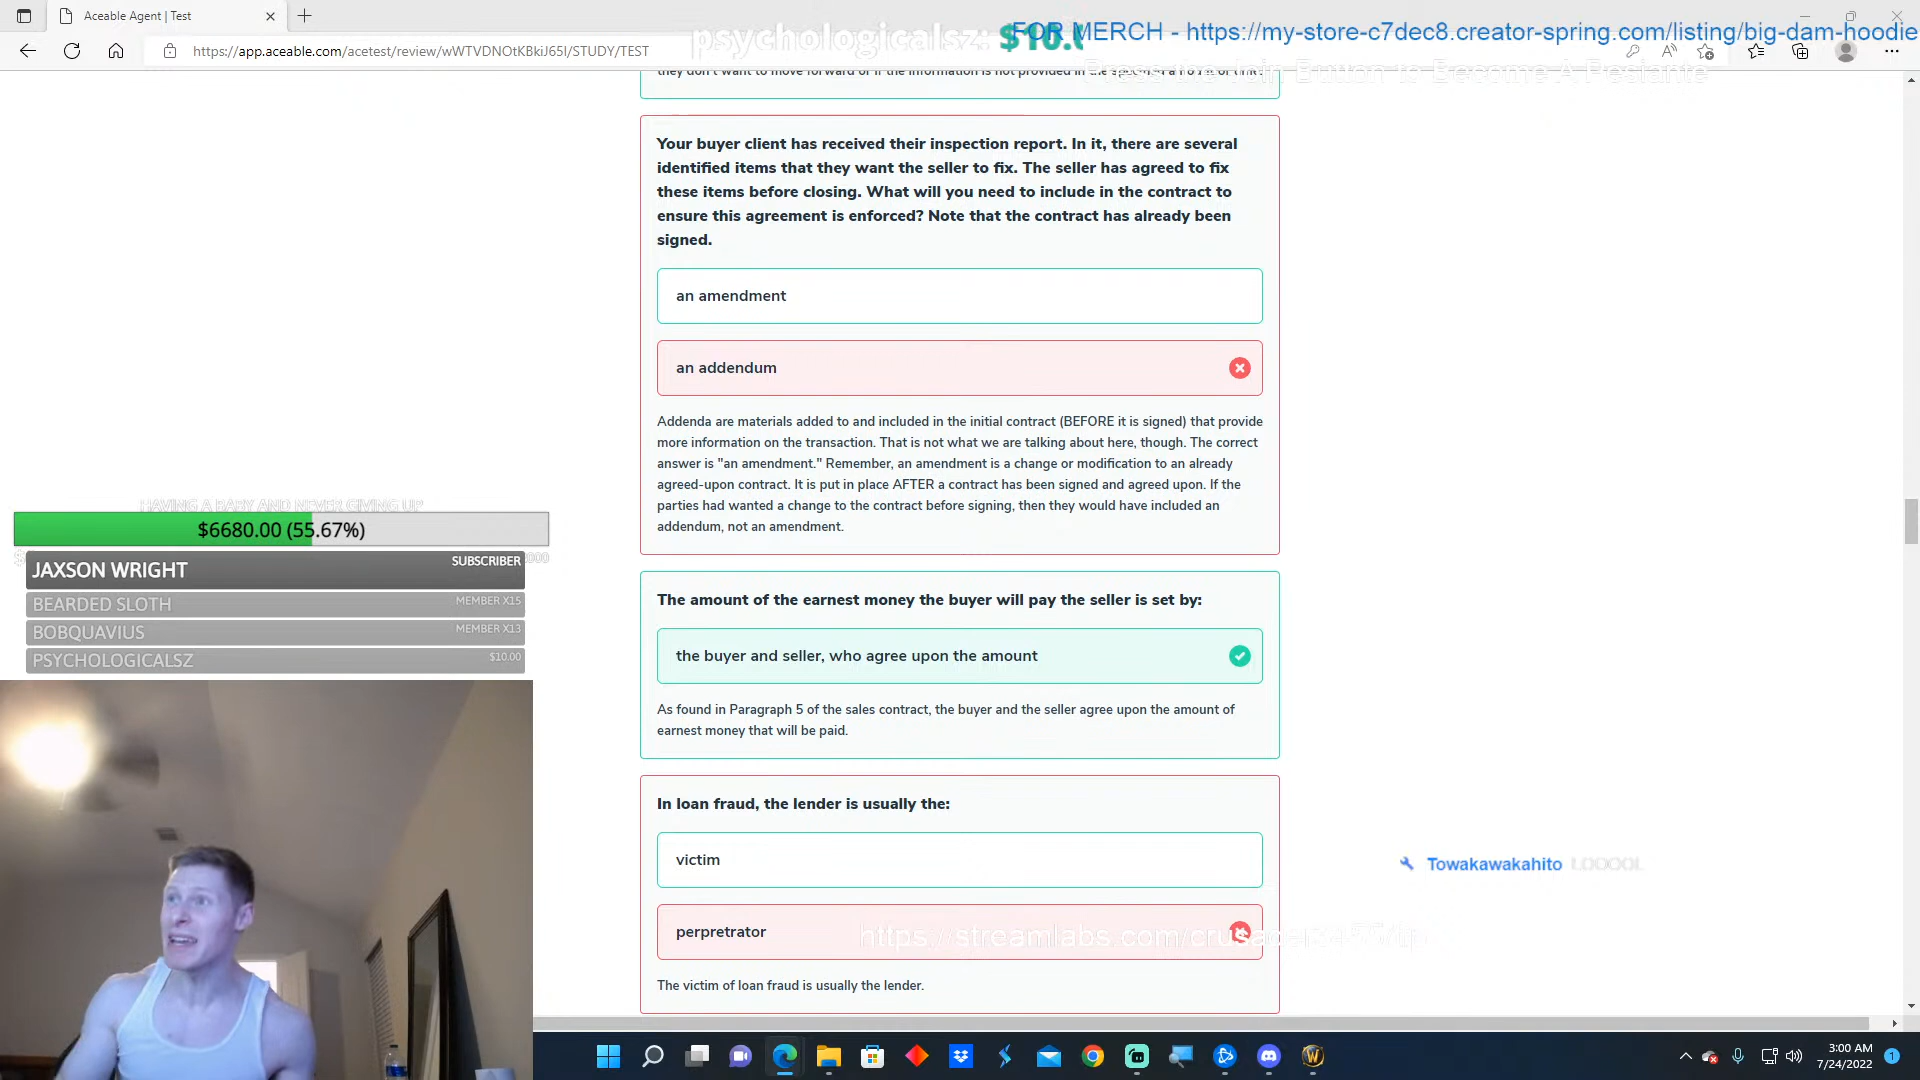 Aceable Agent | Test
https://app.aceable.com/acetest/review/wWTVDNOtKBkiJ65I/STUDY/TEST
psychologicalsz:
FOR MERCH - https://my-store-c7dec8.creator-spring.com/listing/big-dam-hoodie
Press the Join Button to Become A
Your buyer client has received their inspection report. In it, there are several
identified items that they want the seller to fix. The seller has agreed to fix
these items before closing. What will you need to include in the contract to
ensure this agreement is enforced? Note that the contract has already been
signed.
an amendment
an addendum
Addenda are materials added to and included in the initial contract (BEFORE it is signed) that provide
more information on the transaction. That is not what we are talking about here, though. The correct
answer is "an amendment." Remember, an amendment is a change or modification to an already
agreed-upon contract. It is put in place AFTER a contract has been signed and agreed upon. If the
parties had wanted a change to the contract before signing, then they would have included an
addendum, not an amendment.
The amount of the earnest money the buyer will pay the seller is set by:
the buyer and seller, who agree upon the amount
As found in Paragraph 5 of the sales contract, the buyer and the seller agree upon the amount of
earnest money that will be paid.
In loan fraud, the lender is usually the:
victim
perpretrator
The victim of loan fraud is usually the lender.
HAVING A BABY AND NEVER GIVING UP
$6680.00 (55.67%)
JAXSON WRIGHT SUBSCRIBER
BEARDED SLOTH MEMBER X15
BOBQUAVIUS MEMBER X13
PSYCHOLOGICALSZ $10.00
Towakawakahito LOOOOL
3:00 AM
7/24/2022
1